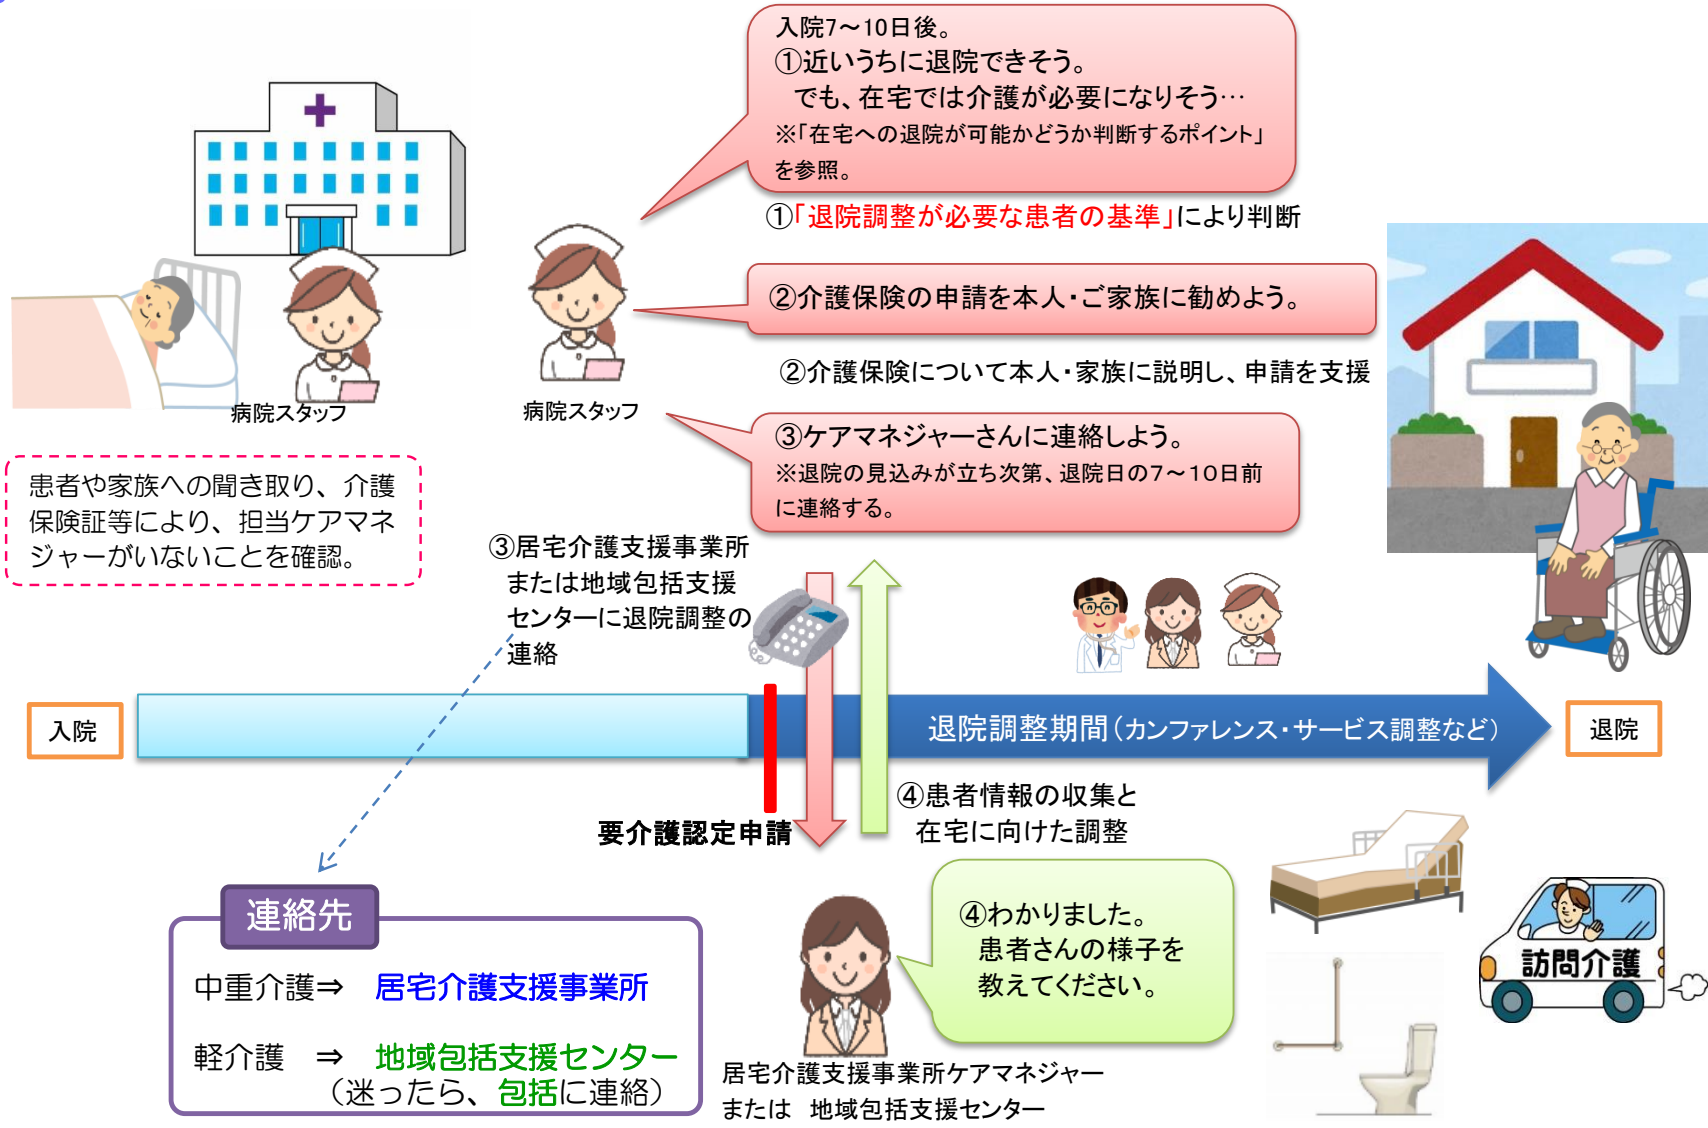 入院7～10日後。
①近いうちに退院できそう。
でも、在宅では介護が必要になりそう…
※「在宅への退院が可能かどうか判断するポイント」
を参照。
①「退院調整が必要な患者の基準」により判断
②介護保険の申請を本人・ご家族に勧めよう。
②介護保険について本人・家族に説明し、申請を支援
病院スタッフ
病院スタッフ
③ケアマネジャーさんに連絡しよう。
※退院の見込みが立ち次第、退院日の7～10日前
に連絡する。
患者や家族への聞き取り、介護
保険証等により、担当ケアマネ
ジャーがいないことを確認。
③居宅介護支援事業所
または地域包括支援
センターに退院調整の
連絡
入院
退院調整期間（カンファレンス・サービス調整など）
退院
要介護認定申請
④患者情報の収集と
在宅に向けた調整
連絡先
中重介護⇒ 居宅介護支援事業所
軽介護 ⇒ 地域包括支援センター
（迷ったら、包括に連絡）
④わかりました。
患者さんの様子を
教えてください。
居宅介護支援事業所ケアマネジャー
または 地域包括支援センター
訪問介護